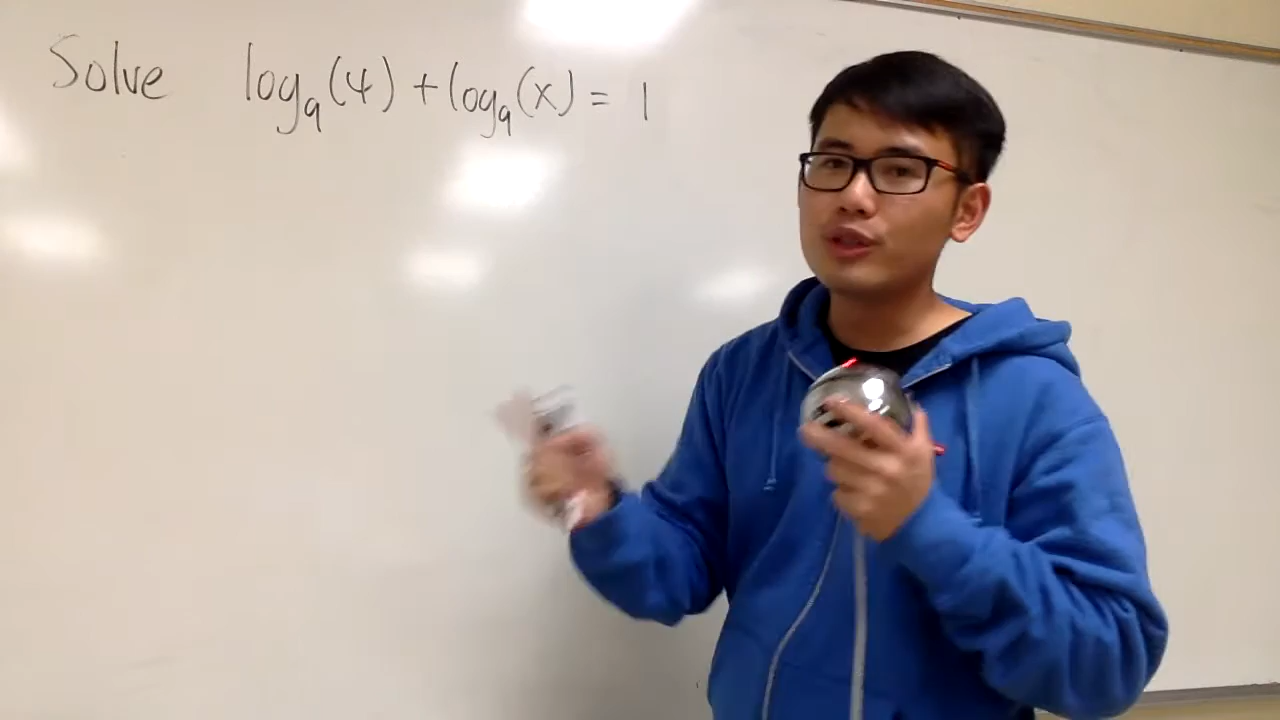 Solve log₉(4) + log₉(x) = 1